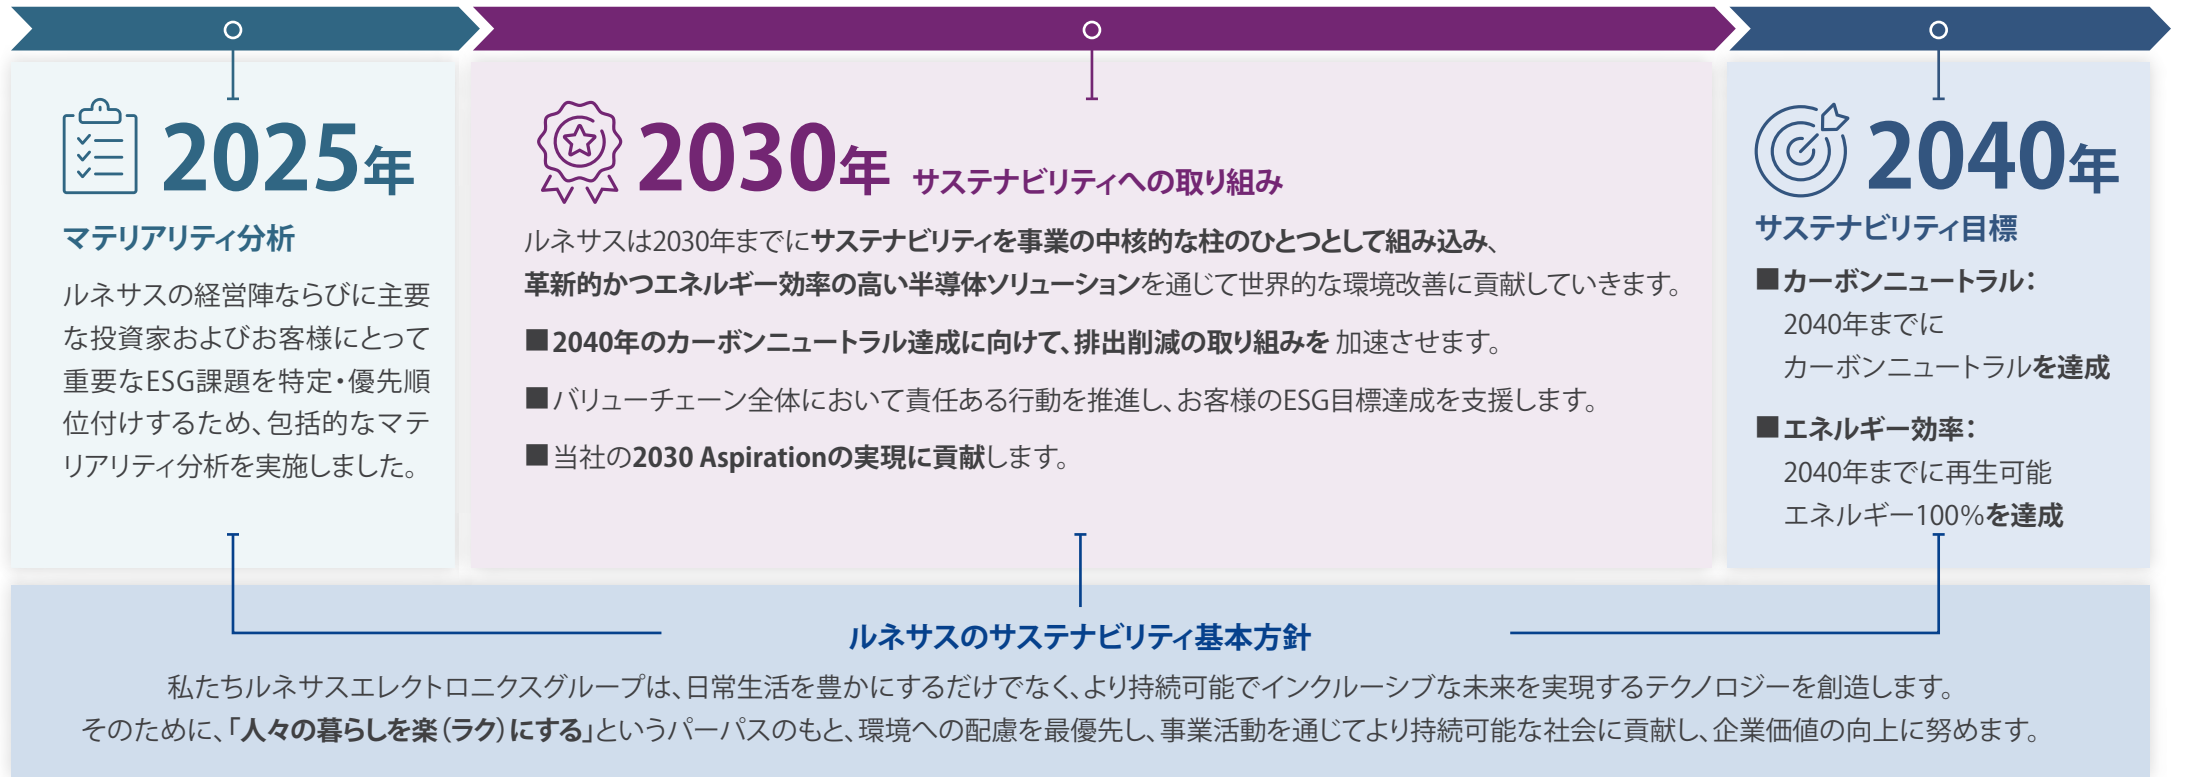 2025年
マテリアリティ分析
ルネサスの経営陣ならびに主要
な投資家およびお客様にとって
重要なESG課題を特定・優先順
位付けするため、包括的なマテ
リアリティ分析を実施しました。
2030年 サステナビリティへの取り組み
ルネサスは2030年までにサステナビリティを事業の中核的な柱のひとつとして組み込み、
革新的かつエネルギー効率の高い半導体ソリューションを通じて世界的な環境改善に貢献していきます。
■2040年のカーボンニュートラル達成に向けて、排出削減の取り組みを 加速させます。
■バリューチェーン全体において責任ある行動を推進し、お客様のESG目標達成を支援します。
■当社の2030 Aspirationの実現に貢献します。
2040年
サステナビリティ目標
■カーボンニュートラル：
2040年までに
カーボンニュートラルを達成
■エネルギー効率：
2040年までに再生可能
エネルギー100%を達成
ルネサスのサステナビリティ基本方針
私たちルネサスエレクトロニクスグループは、日常生活を豊かにするだけでなく、より持続可能でインクルーシブな未来を実現するテクノロジーを創造します。
そのために、「人々の暮らしを楽（ラク）にする」というパーパスのもと、環境への配慮を最優先し、事業活動を通じてより持続可能な社会に貢献し、企業価値の向上に努めます。